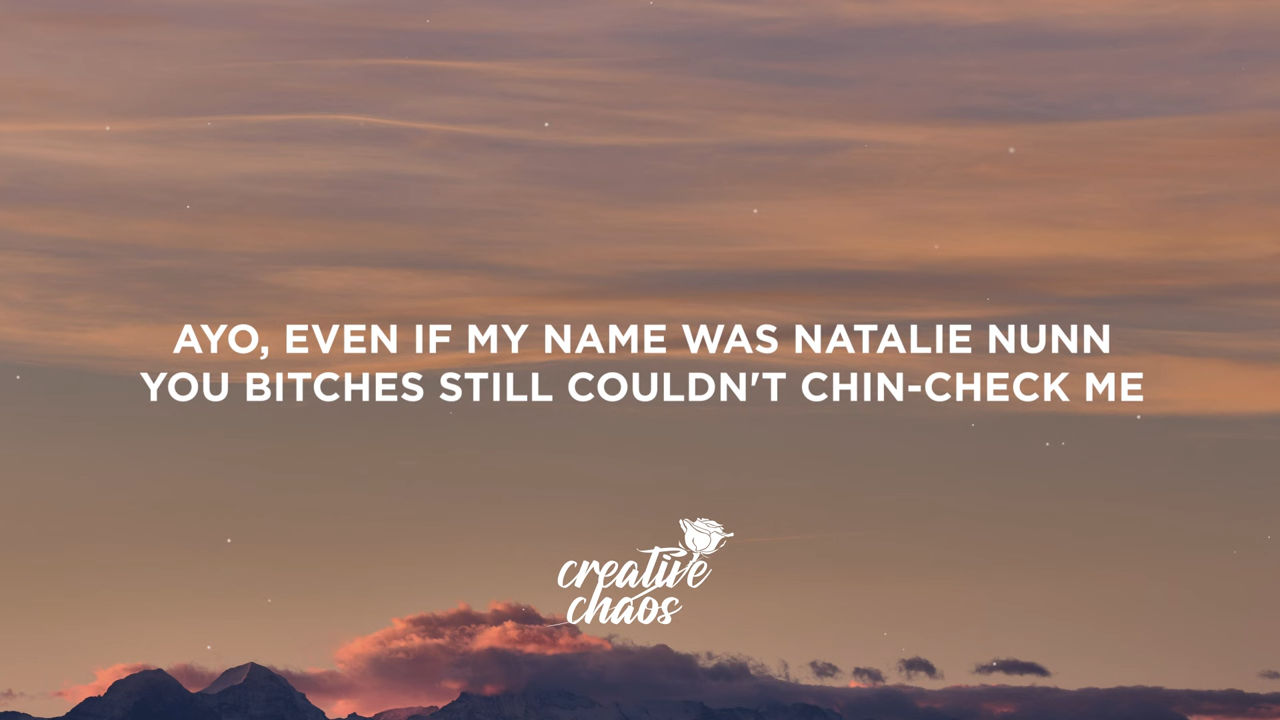 AYO, EVEN IF MY NAME WAS NATALIE NUNN
YOU BITCHES STILL COULDN'T CHIN-CHECK ME
creative
chaos